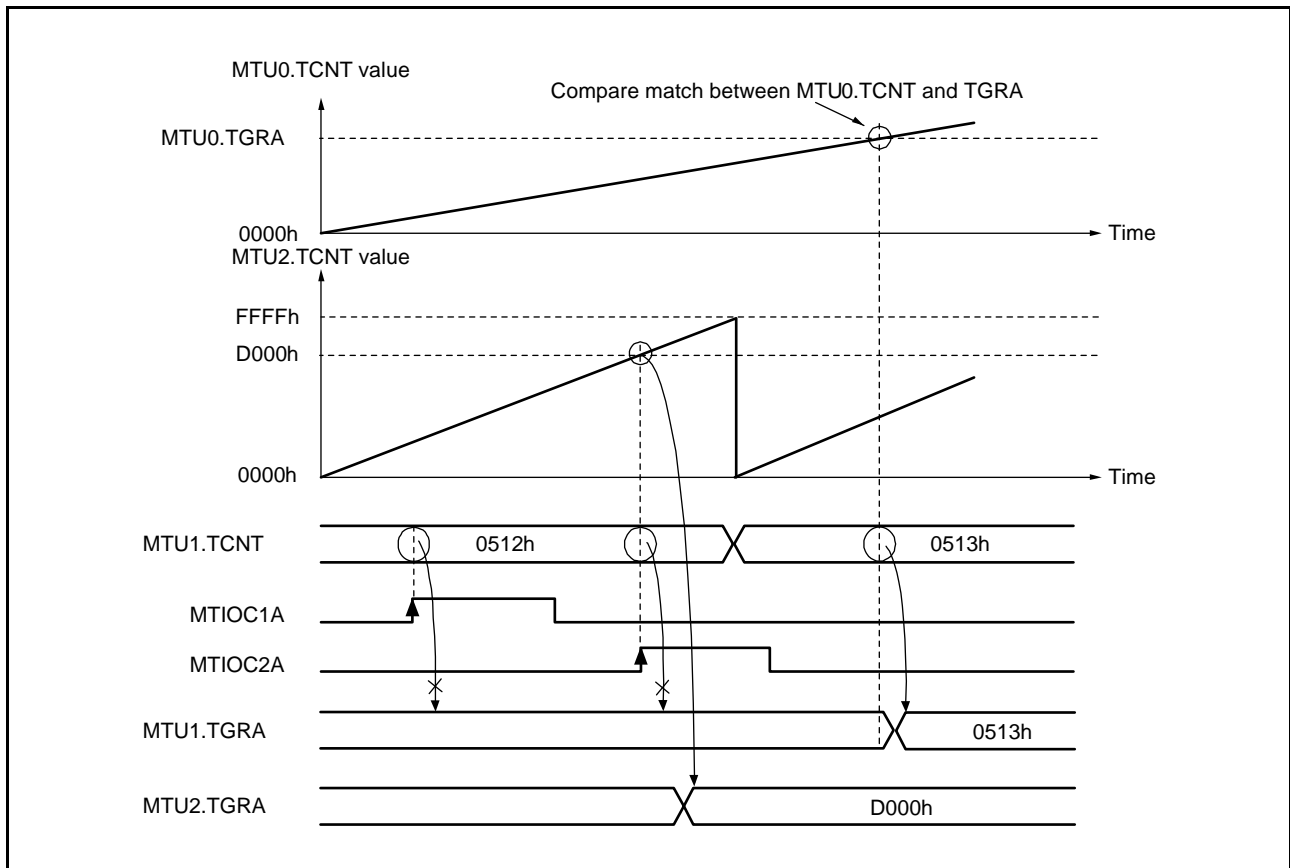 MTU0.TCNT value
Compare match between MTU0.TCNT and TGRA
MTU0.TGRA
0000h
Time
MTU2.TCNT value
FFFFh
D000h
0000h
Time
MTU1.TCNT
0512h
0513h
MTIOC1A
MTIOC2A
MTU1.TGRA
0513h
MTU2.TGRA
D000h